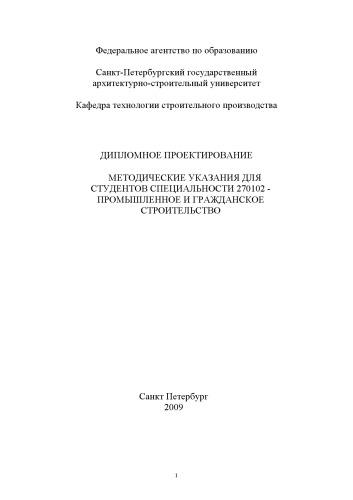 Федеральное агентство по образованию
Санкт-Петербургский государственный
архитектурно-строительный университет
Кафедра технологии строительного производства
ДИПЛОМНОЕ ПРОЕКТИРОВАНИЕ
МЕТОДИЧЕСКИЕ УКАЗАНИЯ ДЛЯ
СТУДЕНТОВ СПЕЦИАЛЬНОСТИ 270102 -
ПРОМЫШЛЕННОЕ И ГРАЖДАНСКОЕ
СТРОИТЕЛЬСТВО
Санкт Петербург
2009
1